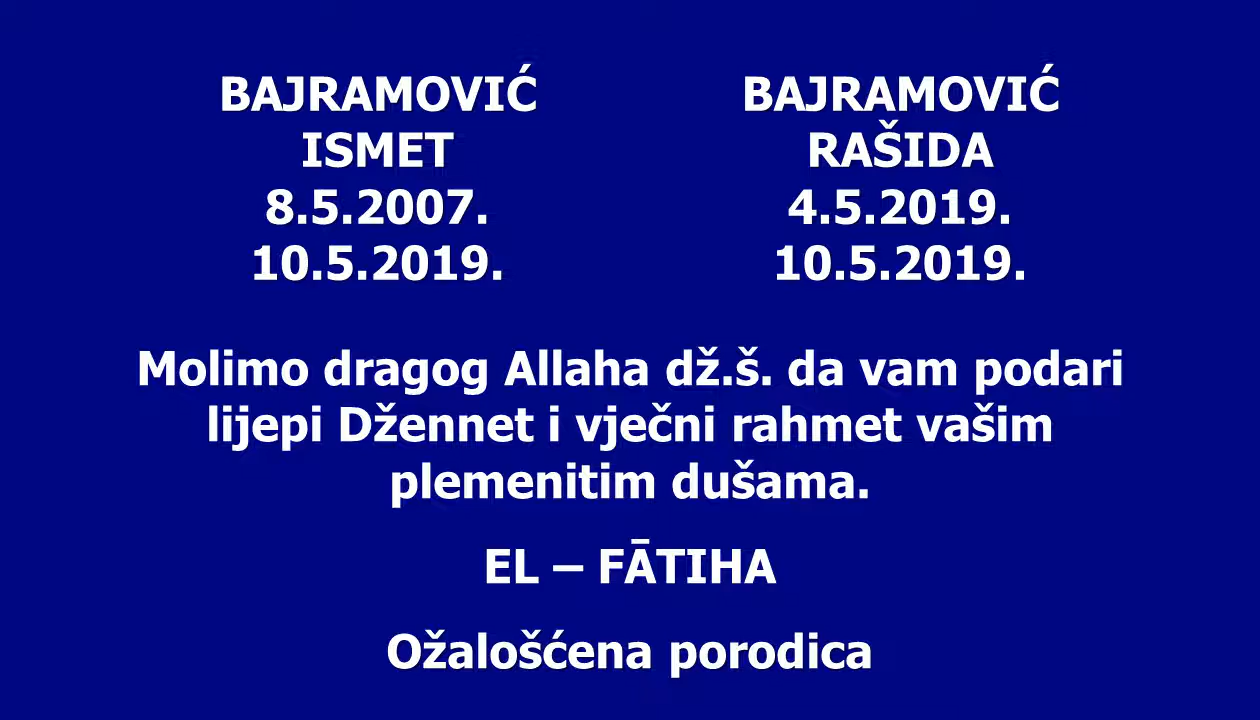 BAJRAMOVIĆ
ISMET
8.5.2007.
10.5.2019.
BAJRAMOVIĆ
RAŠIDA
4.5.2019.
10.5.2019.
Molimo dragog Allaha dž.š. da vam podari
lijepi Džennet i vječni rahmet vašim
plemenitim dušama.
EL – FĀTIHA
Ožalošćena porodica